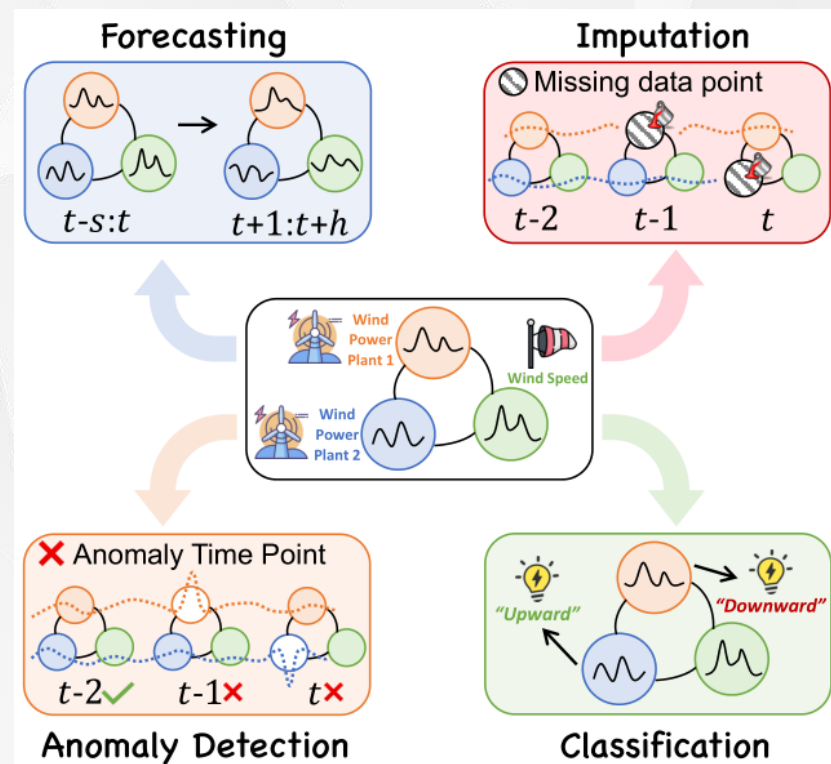 Forecasting
Imputation
t-s:t
t+1:t+h
Missing data point
t-2
t-1
t
Wind
Power
Plant 1
Wind Speed
Wind
Power
Plant 2
Anomaly Time Point
t-2
t-1
t
"Upward"
"Downward"
Anomaly Detection
Classification